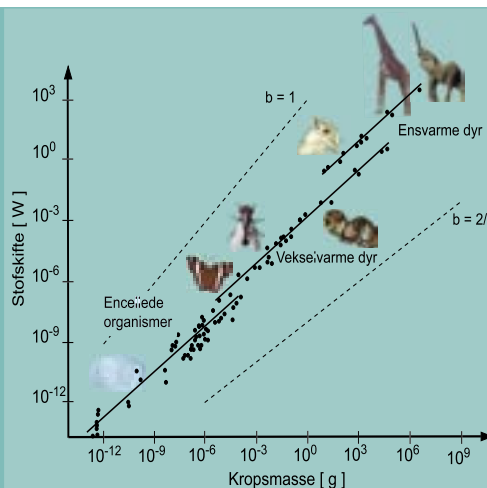 10³
10⁰
10⁻³
10⁻⁶
10⁻⁹
10⁻¹²
Stofskifte [ W ]
b = 1
Ensvarme dyr
b = 2/
Vekselvarme dyr
Encellede
organismer
10⁻¹² 10⁻⁹ 10⁻⁶ 10⁻³ 10⁰ 10³ 10⁶ 10⁹
Kropsmasse [ g ]